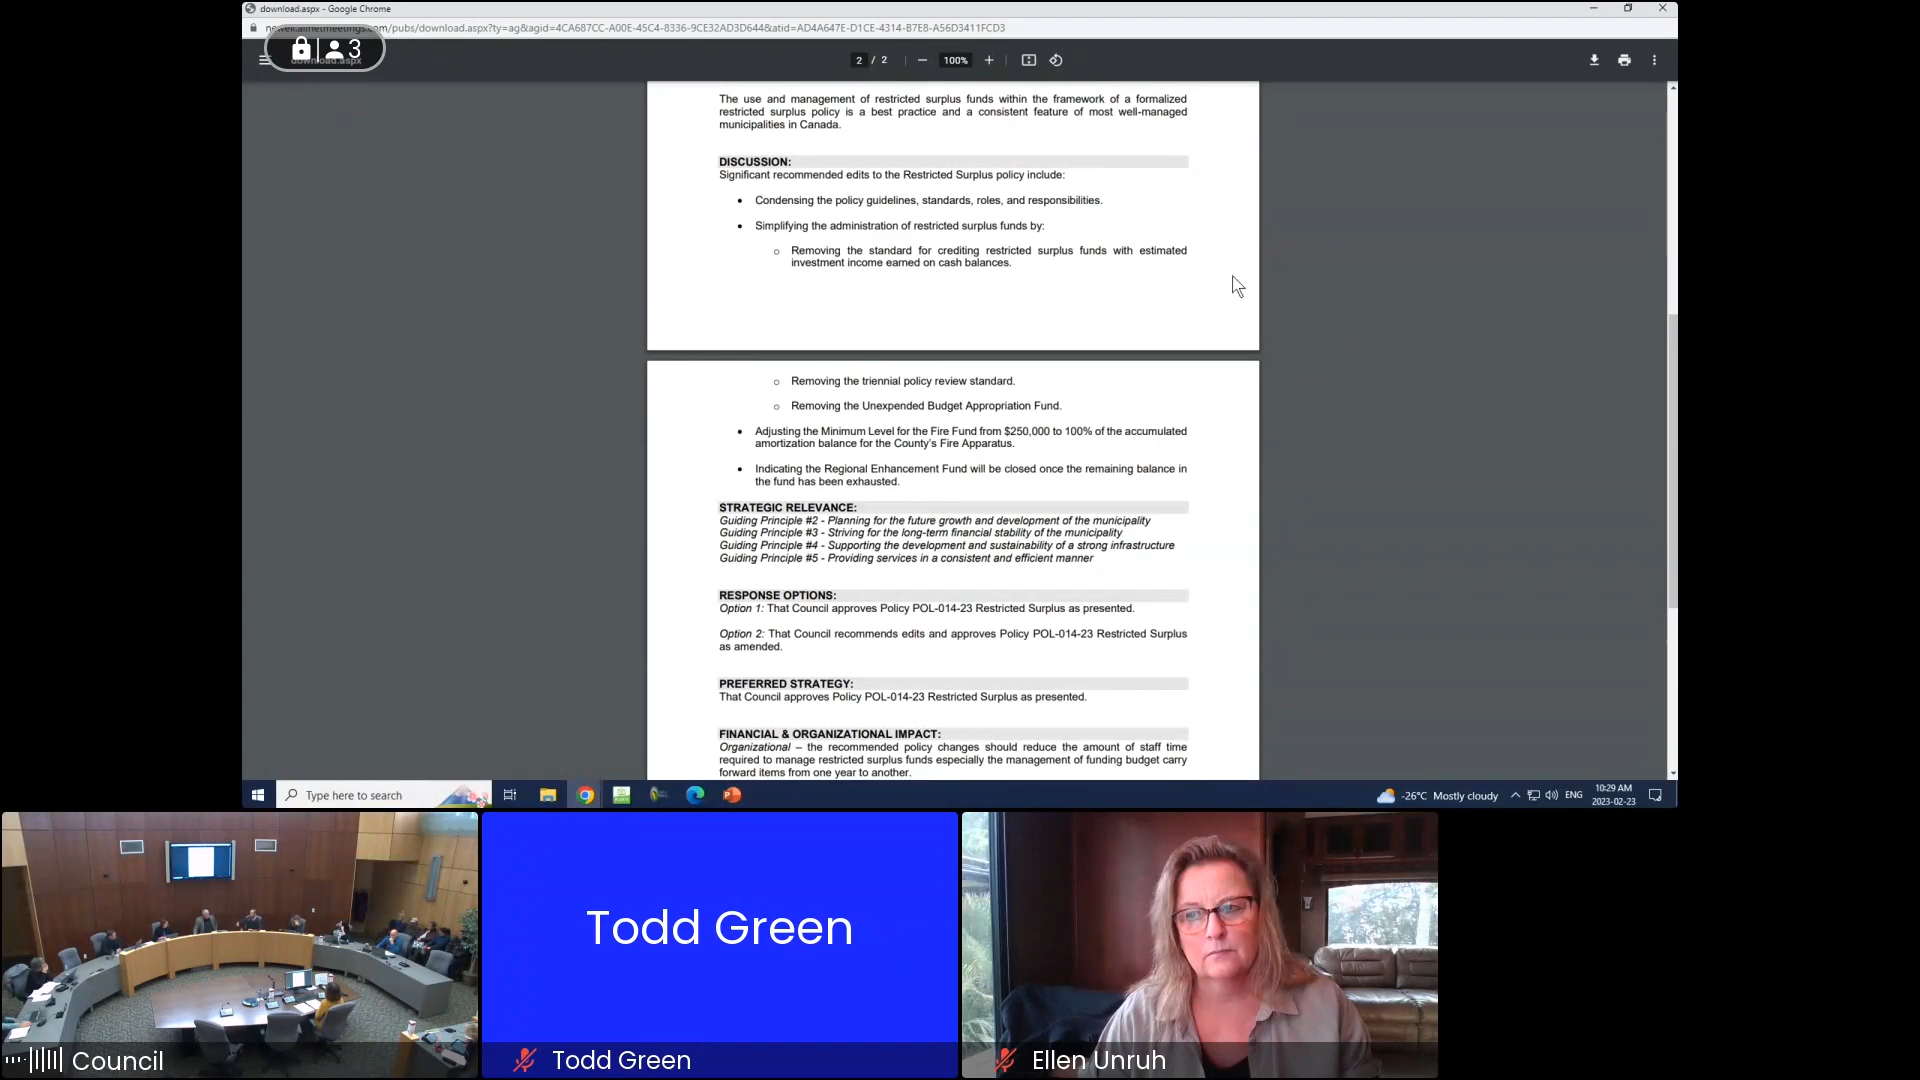 download.aspx - Google Chrome
newell.allnetmeetings.com/pubs/download.aspx?ty=ag&agid=4CA687CC-A00E-45C4-8336-9CE32AD3D644&atid=AD4A647E-D1CE-4314-B7E8-A56D3411FCD3
3
download.aspx
2 / 2
100%
The use and management of restricted surplus funds within the framework of a formalized
restricted surplus policy is a best practice and a consistent feature of most well-managed
municipalities in Canada.
DISCUSSION:
Significant recommended edits to the Restricted Surplus policy include:
• Condensing the policy guidelines, standards, roles, and responsibilities.
• Simplifying the administration of restricted surplus funds by:
o Removing the standard for crediting restricted surplus funds with estimated
investment income earned on cash balances.
o Removing the triennial policy review standard.
o Removing the Unexpended Budget Appropriation Fund.
• Adjusting the Minimum Level for the Fire Fund from $250,000 to 100% of the accumulated
amortization balance for the County's Fire Apparatus.
• Indicating the Regional Enhancement Fund will be closed once the remaining balance in
the fund has been exhausted.
STRATEGIC RELEVANCE:
Guiding Principle #2 - Planning for the future growth and development of the municipality
Guiding Principle #3 - Striving for the long-term financial stability of the municipality
Guiding Principle #4 - Supporting the development and sustainability of a strong infrastructure
Guiding Principle #5 - Providing services in a consistent and efficient manner
RESPONSE OPTIONS:
Option 1: That Council approves Policy POL-014-23 Restricted Surplus as presented.
Option 2: That Council recommends edits and approves Policy POL-014-23 Restricted Surplus
as amended.
PREFERRED STRATEGY:
That Council approves Policy POL-014-23 Restricted Surplus as presented.
FINANCIAL & ORGANIZATIONAL IMPACT:
Organizational – the recommended policy changes should reduce the amount of staff time
required to manage restricted surplus funds especially the management of funding budget carry
forward items from one year to another.
Type here to search
-26°C Mostly cloudy
ENG
10:29 AM
2023-02-23
Todd Green
Council
Todd Green
Ellen Unruh